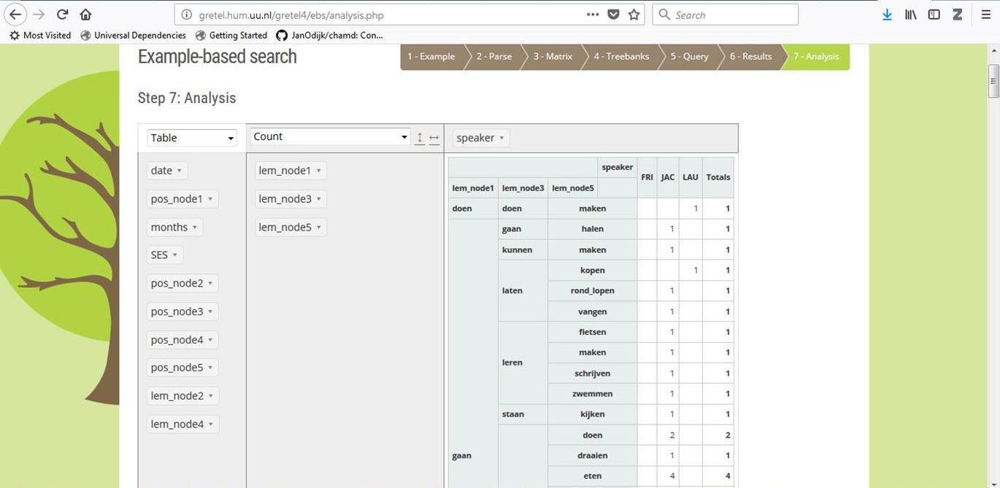 gretel.hum.uu.nl/gretel4/ebs/analysis.php
Search
Most Visited Universal Dependencies Getting Started JanOdijk/chamd: Con...
Example-based search
1 - Example 2 - Parse 3 - Matrix 4 - Treebanks 5 - Query 6 - Results 7 - Analysis
Step 7: Analysis
Table Count speaker
date
pos_node1
months
SES
pos_node2
pos_node3
pos_node4
pos_node5
lem_node2
lem_node4
lem_node1
lem_node3
lem_node5
speaker FRI JAC LAU Totals
lem_node1 lem_node3 lem_node5
doen doen maken 1 1
gaan halen 1 1
kunnen maken 1 1
kopen 1 1
laten rond_lopen 1 1
vangen 1 1
fietsen 1 1
leren maken 1 1
schrijven 1 1
zwemmen 1 1
staan kijken 1 1
doen 2 2
gaan draaien 1 1
eten 4 4